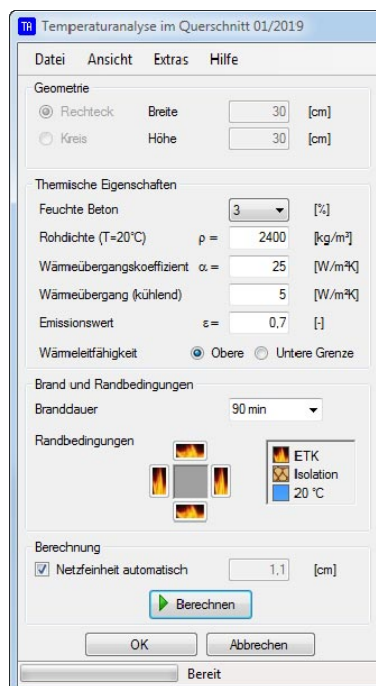 TA Temperaturanalyse im Querschnitt 01/2019
Datei Ansicht Extras Hilfe
Geometrie
Rechteck Breite 30 [cm]
Kreis Höhe 30 [cm]
Thermische Eigenschaften
Feuchte Beton 3 [%]
Rohdichte (T=20°C) ρ = 2400 [kg/m³]
Wärmeübergangskoeffizient α = 25 [W/m²K]
Wärmeübergang (kühlend) 5 [W/m²K]
Emissionswert ε = 0,7 [-]
Wärmeleitfähigkeit Obere Untere Grenze
Brand und Randbedingungen
Branddauer 90 min
Randbedingungen
ETK
Isolation
20 °C
Berechnung
Netzfeinheit automatisch 1,1 [cm]
Berechnen
OK Abbrechen
Bereit